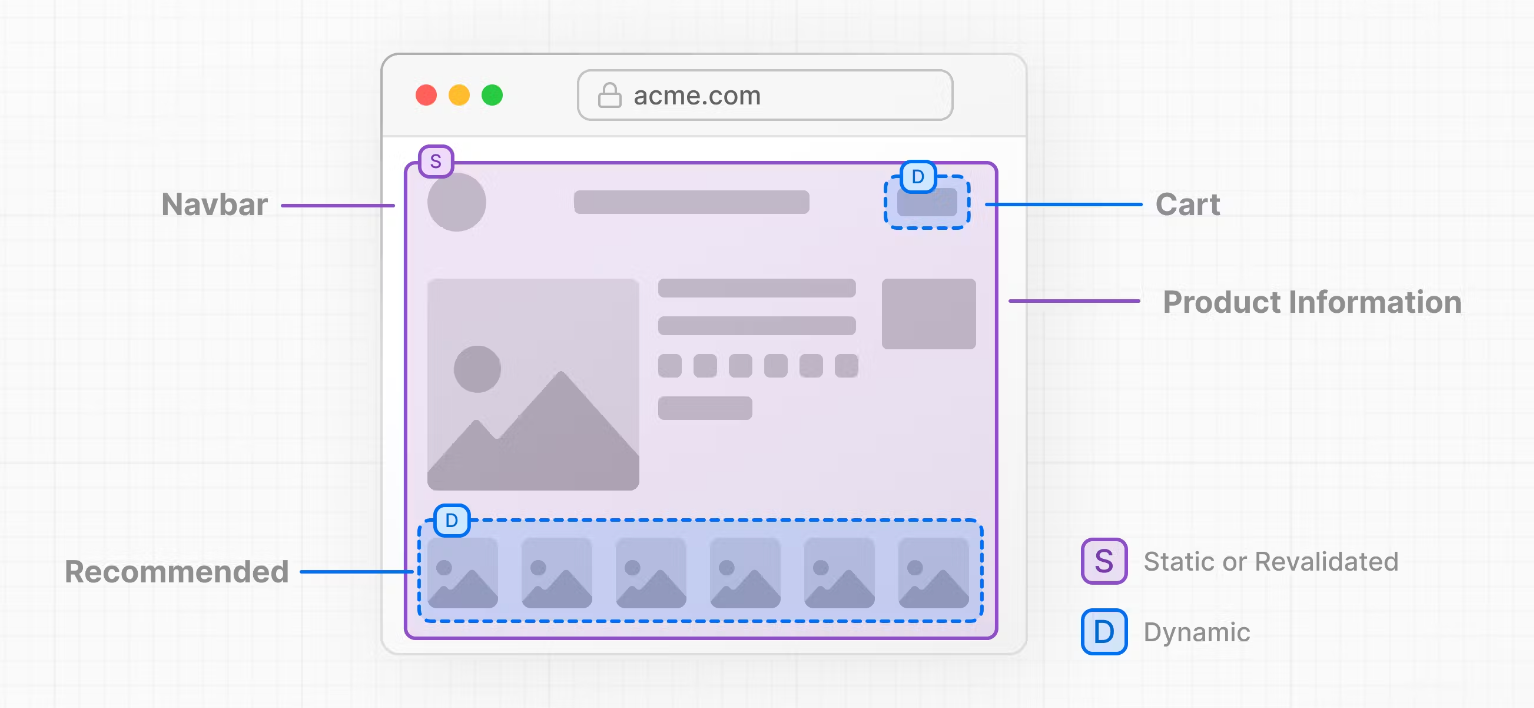 acme.com
S
D
Navbar
Cart
Product Information
D
Recommended
S Static or Revalidated
D Dynamic